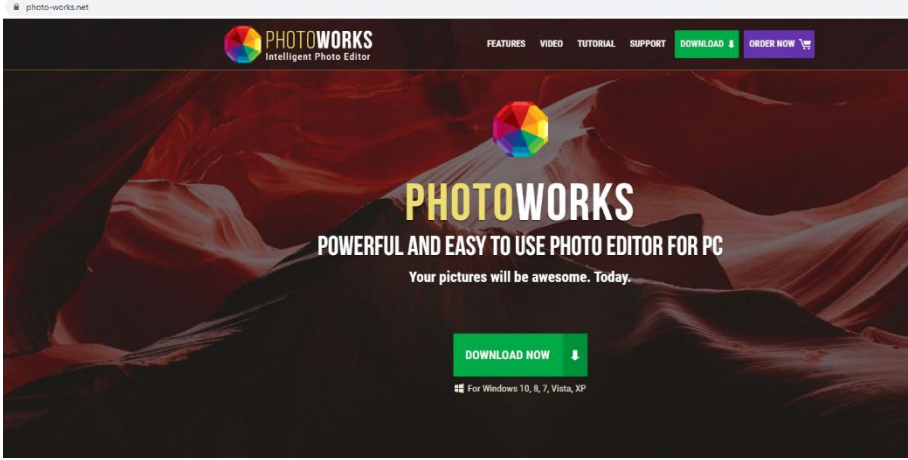 photo-works.net
PHOTOWORKS
Intelligent Photo Editor
FEATURES VIDEO TUTORIAL SUPPORT DOWNLOAD ORDER NOW
PHOTOWORKS
POWERFUL AND EASY TO USE PHOTO EDITOR FOR PC
Your pictures will be awesome. Today.
DOWNLOAD NOW
For Windows 10, 8, 7, Vista, XP